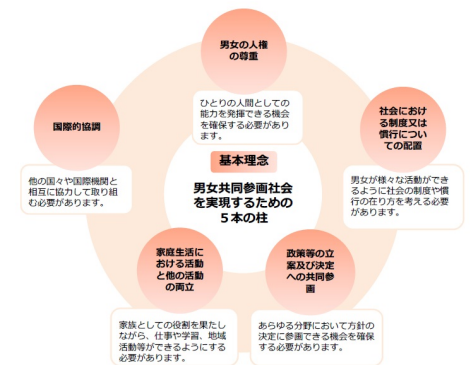 男女の人権
の尊重
ひとりの人間としての
能力を発揮できる機会
を確保する必要があり
ます。
社会におけ
る制度又は
慣行につい
ての配置
男女が様々な活動ができ
るように社会の制度や慣
行の在り方を考える必要
があります。
政策等の立
案及び決定
への共同参
画
あらゆる分野において方針の
決定に参画できる機会を確保
する必要があります。
家庭生活に
おける活動
と他の活動
の両立
家族としての役割を果たし
ながら、仕事や学習、地域
活動等ができるようにする
必要があります。
国際的協調
他の国々や国際機関と
相互に協力して取り組
む必要があります。
基本理念
男女共同参画社会
を実現するための
５本の柱